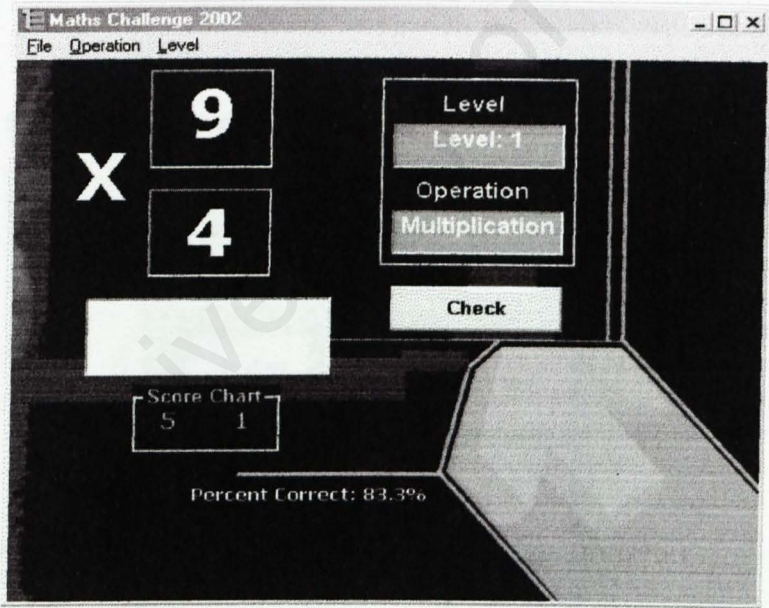 Maths Challenge 2002
File Operation Level
9
X
4
Level
Level: 1
Operation
Multiplication
Check
Score Chart
5 1
Percent Correct: 83.3%